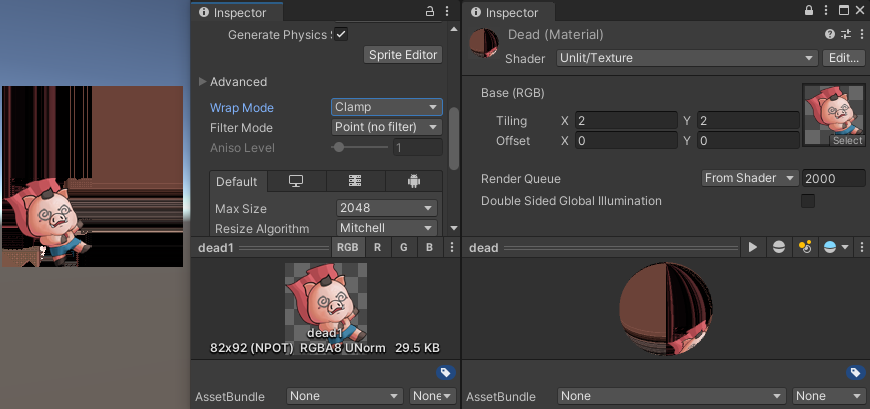 Inspector
Generate Physics S
Sprite Editor
Advanced
Wrap Mode Clamp
Filter Mode Point (no filter)
Aniso Level 1
Default
Max Size 2048
Resize Algorithm Mitchell
dead1 RGB R G B
dead1
82x92 (NPOT) RGBA8 UNorm 29.5 KB
AssetBundle None None
Inspector
Dead (Material)
Shader Unlit/Texture Edit...
Base (RGB)
Tiling X 2 Y 2
Offset X 0 Y 0
Select
Render Queue From Shader 2000
Double Sided Global Illumination
dead
AssetBundle None None